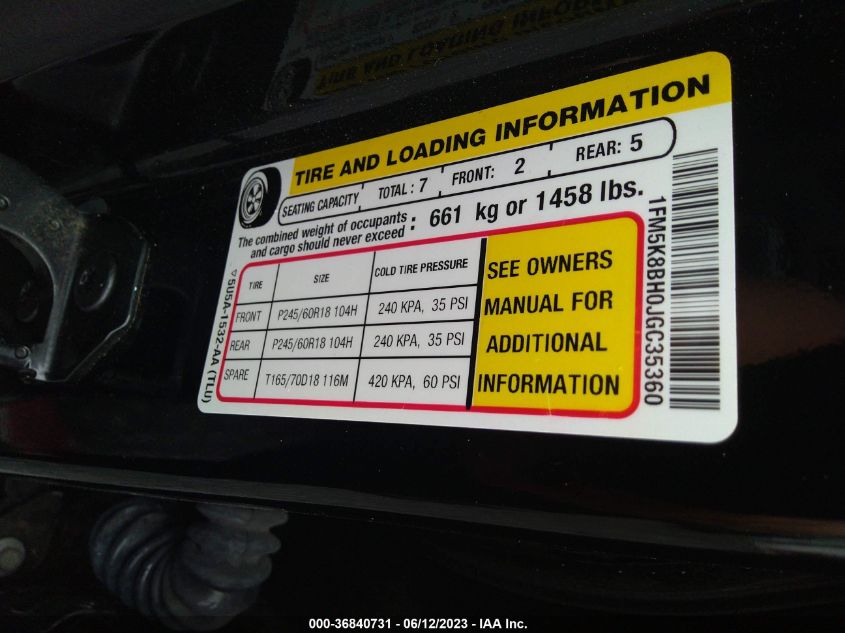 TIRE AND LOADING INFORMATION
SEATING CAPACITY TOTAL : 7 FRONT: 2 REAR: 5
The combined weight of occupants
and cargo should never exceed : 661 kg or 1458 lbs.
TIRE SIZE COLD TIRE PRESSURE
FRONT P245/60R18 104H 240 KPA, 35 PSI
REAR P245/60R18 104H 240 KPA, 35 PSI
SPARE T165/70D18 116M 420 KPA, 60 PSI
SEE OWNERS
MANUAL FOR
ADDITIONAL
INFORMATION
▽ 5U5A-1532-AA (TLU)
1FM5K8BH0JGC35360
000-36840731 - 06/12/2023 - IAA Inc.